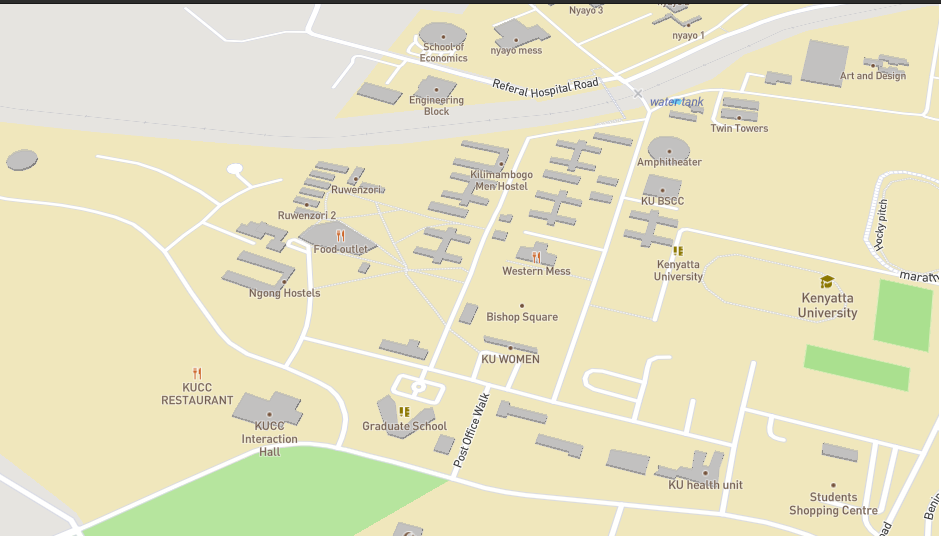 Nyayo 3
nyayo 1
School of
Economics
nyayo mess
Art and Design
Referal Hospital Road
Engineering
Block
water tank
Twin Towers
Amphitheater
Kilimambogo
Men Hostel
Ruwenzori
KU BSCC
Ruwenzori 2
Hocky pitch
Food outlet
Western Mess
Kenyatta
University
Ngong Hostels
Kenyatta
University
Bishop Square
KU WOMEN
KUCC
RESTAURANT
Post Office Walk
Graduate School
KUCC
Interaction
Hall
KU health unit
Students
Shopping Centre